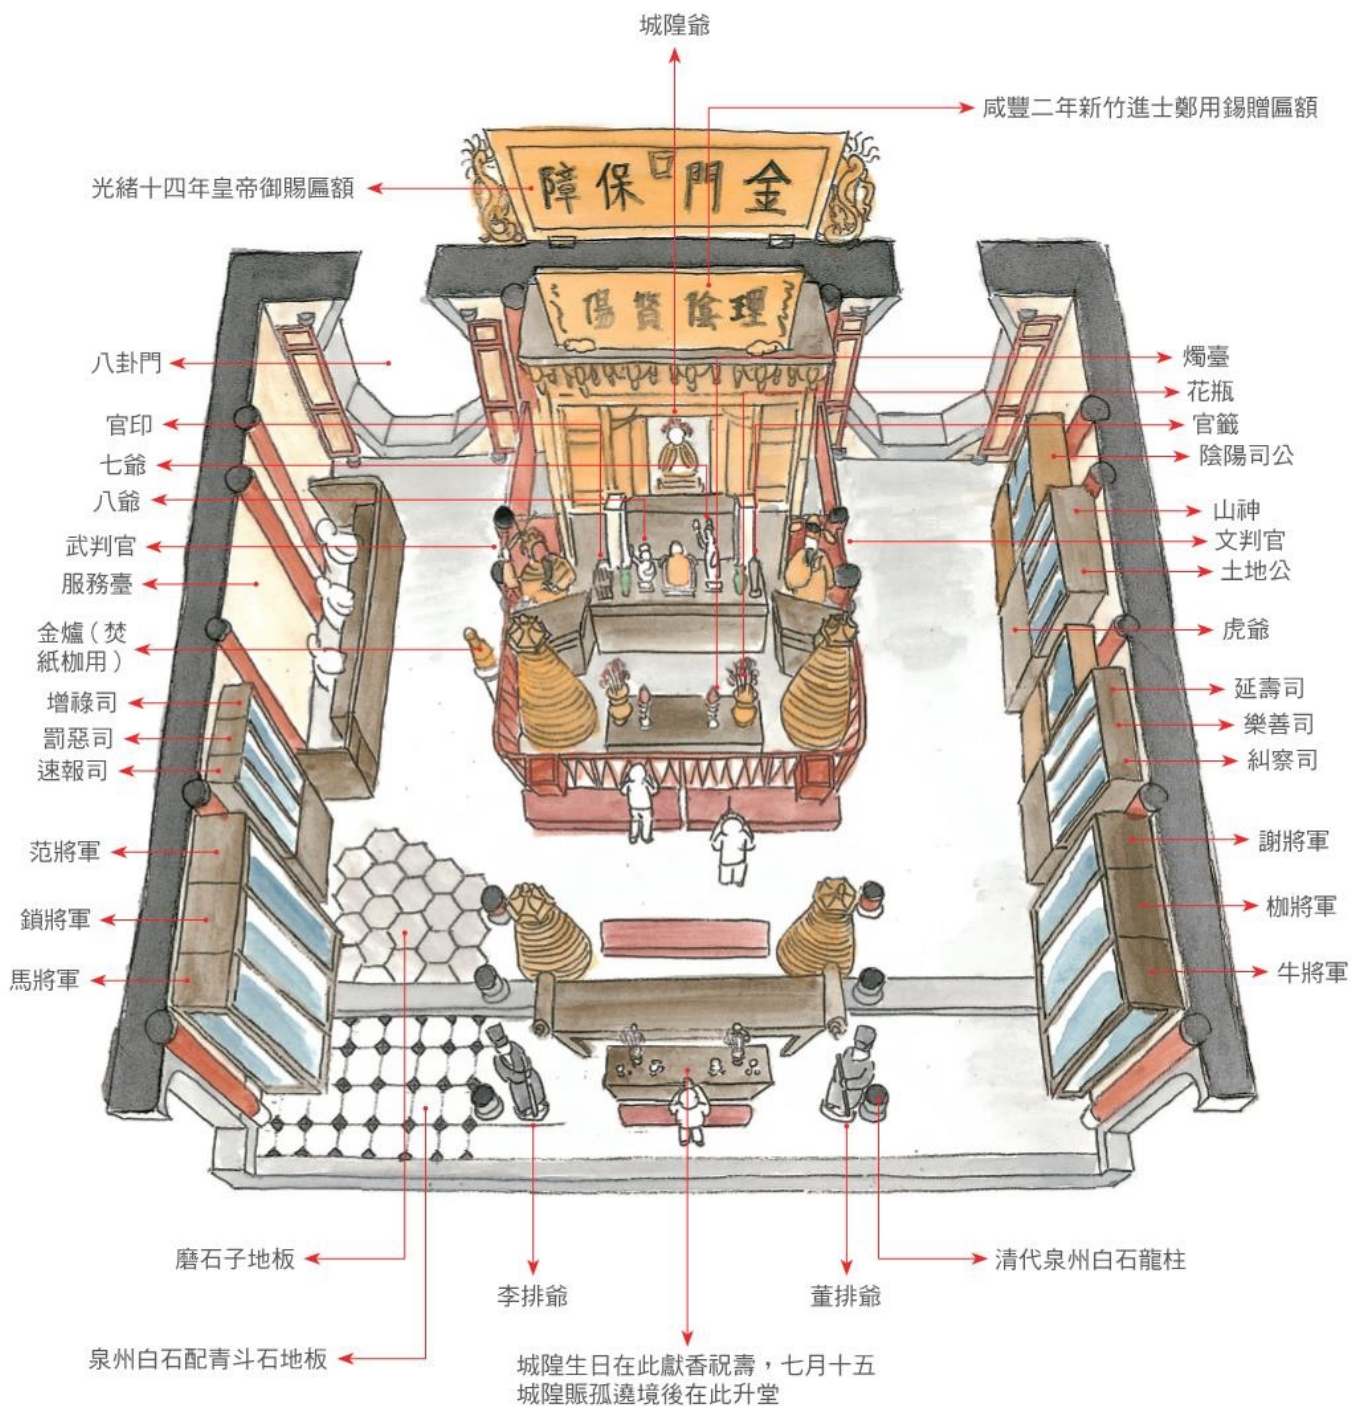 城隍爺
咸豐二年新竹進士鄭用錫贈匾額
光緒十四年皇帝御賜匾額
障保門金
陽贊陰理
八卦門
官印
七爺
八爺
武判官
服務臺
金爐（焚
紙枷用）
增祿司
罰惡司
速報司
范將軍
鎖將軍
馬將軍
燭臺
花瓶
官籤
陰陽司公
山神
文判官
土地公
虎爺
延壽司
樂善司
糾察司
謝將軍
枷將軍
牛將軍
磨石子地板
李排爺
董排爺
清代泉州白石龍柱
泉州白石配青斗石地板
城隍生日在此獻香祝壽，七月十五
城隍賑孤遶境後在此升堂